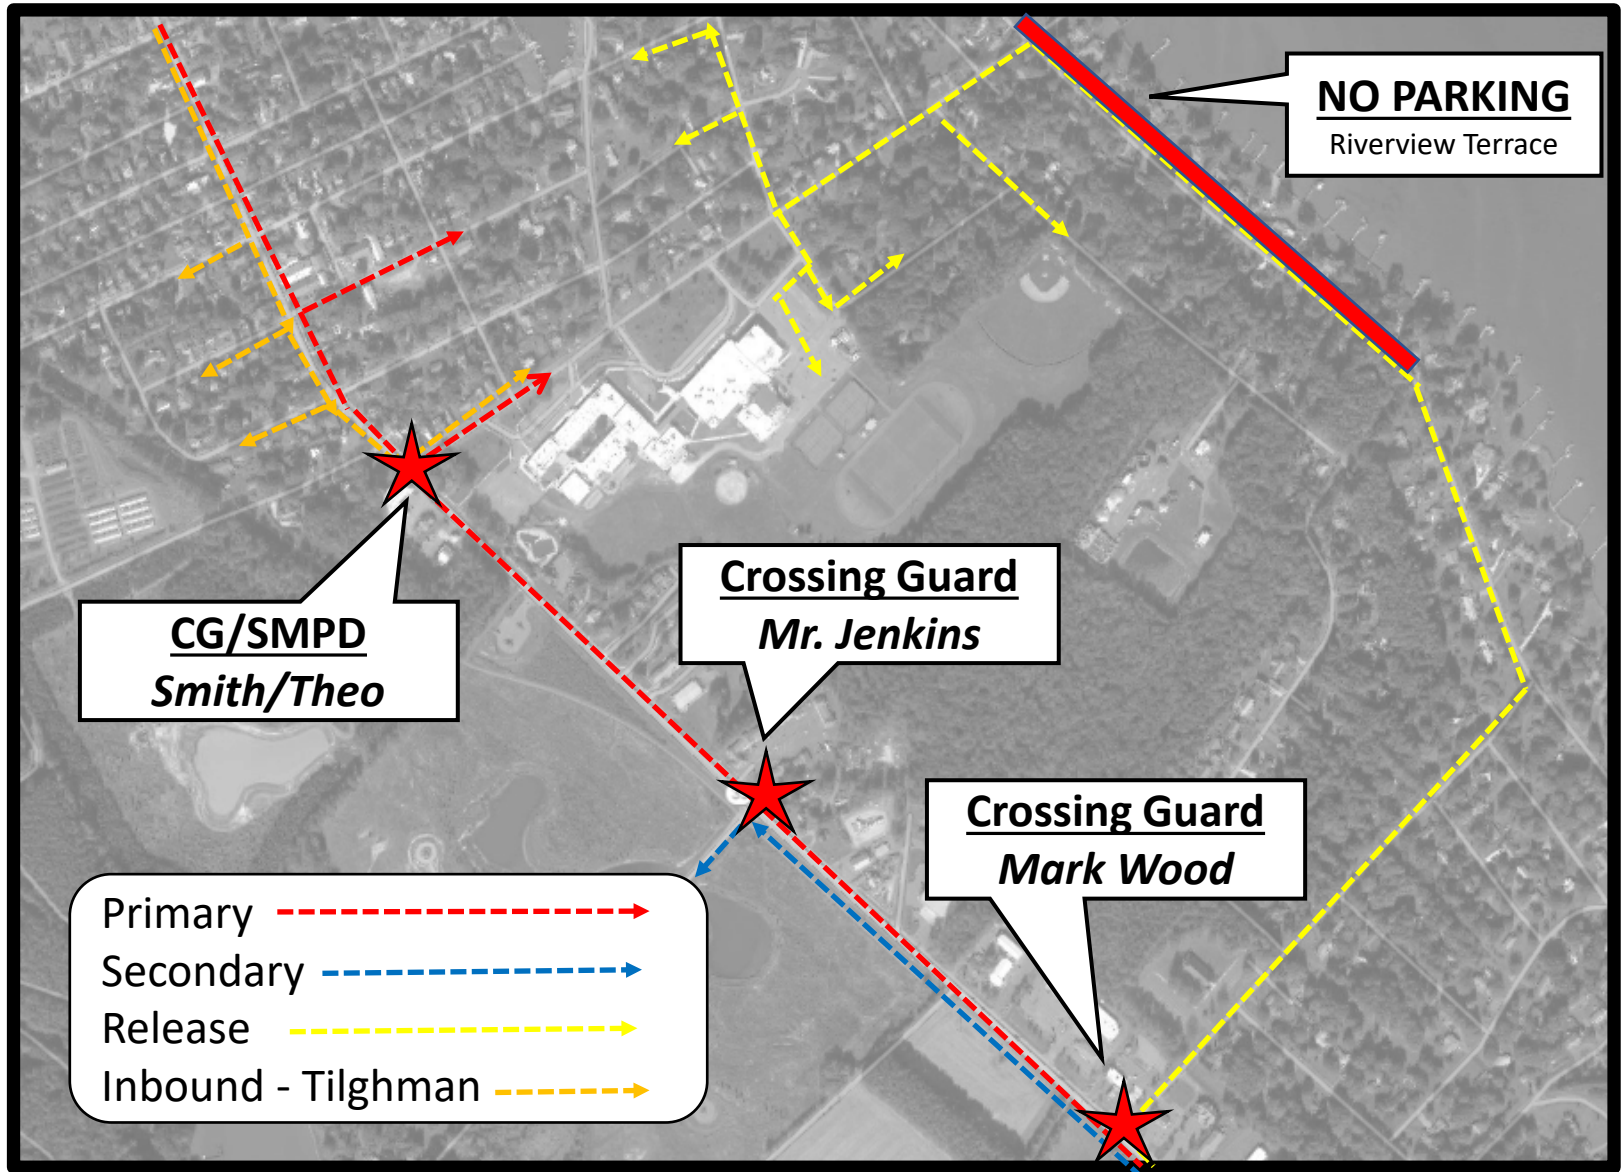 NO PARKING
Riverview Terrace
CG/SMPD
Smith/Theo
Crossing Guard
Mr. Jenkins
Crossing Guard
Mark Wood
Primary
Secondary
Release
Inbound - Tilghman